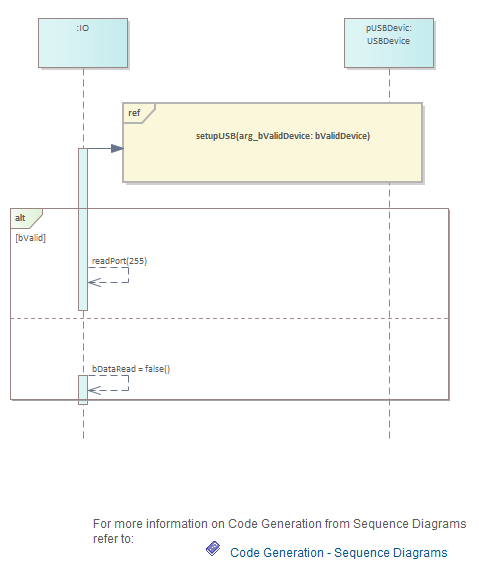 :IO
pUSBDevic:
USBDevice
ref
setupUSB(arg_bValidDevice: bValidDevice)
alt
[bValid]
readPort(255)
bDataRead = false()
For more information on Code Generation from Sequence Diagrams
refer to:
Code Generation - Sequence Diagrams